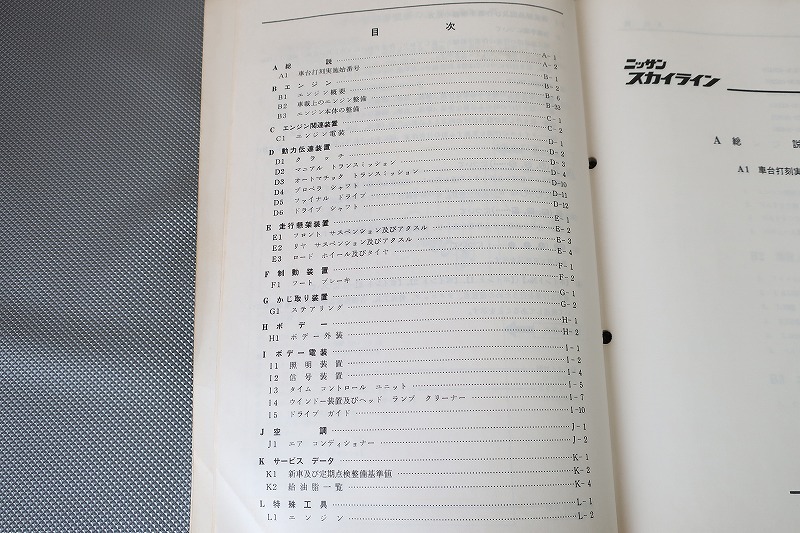 目　次
A 総　説 A-1
A1 車台打刻実施始番号 A-2
B エンジン B-1
B1 エンジン概要 B-2
B2 車載上のエンジン整備 B-6
B3 エンジン本体の整備 B-33
C エンジン関連装置 C-1
C1 エンジン電装 C-2
D 動力伝達装置 D-1
D1 クラッチ D-2
D2 マニアル トランスミッション D-3
D3 オートマチック トランスミッション D-4
D4 プロペラ シャフト D-10
D5 ファイナル ドライブ D-11
D6 ドライブ シャフト D-12
E 走行懸架装置 E-1
E1 フロント サスペンション及びアクスル E-2
E2 リヤ サスペンション及びアクスル E-3
E3 ロード ホイール及びタイヤ E-4
F 制動装置 F-1
F1 フート ブレーキ F-2
G かじ取り装置 G-1
G1 ステアリング G-2
H ボデー H-1
H1 ボデー外装 H-2
I ボデー電装 I-1
I1 照明装置 I-2
I2 信号装置 I-4
I3 タイム コントロール ユニット I-5
I4 ウインドー装置及びヘッド ランプ クリーナー I-7
I5 ドライブ ガイド I-10
J 空　調 J-1
J1 エア コンディショナー J-2
K サービス データ K-1
K1 新車及び定期点検整備基準値 K-2
K2 給油脂一覧 K-4
L 特殊工具 L-1
L1 エンジン L-2
ニッサン
スカイライン
A 総　説
A1 車台打刻実